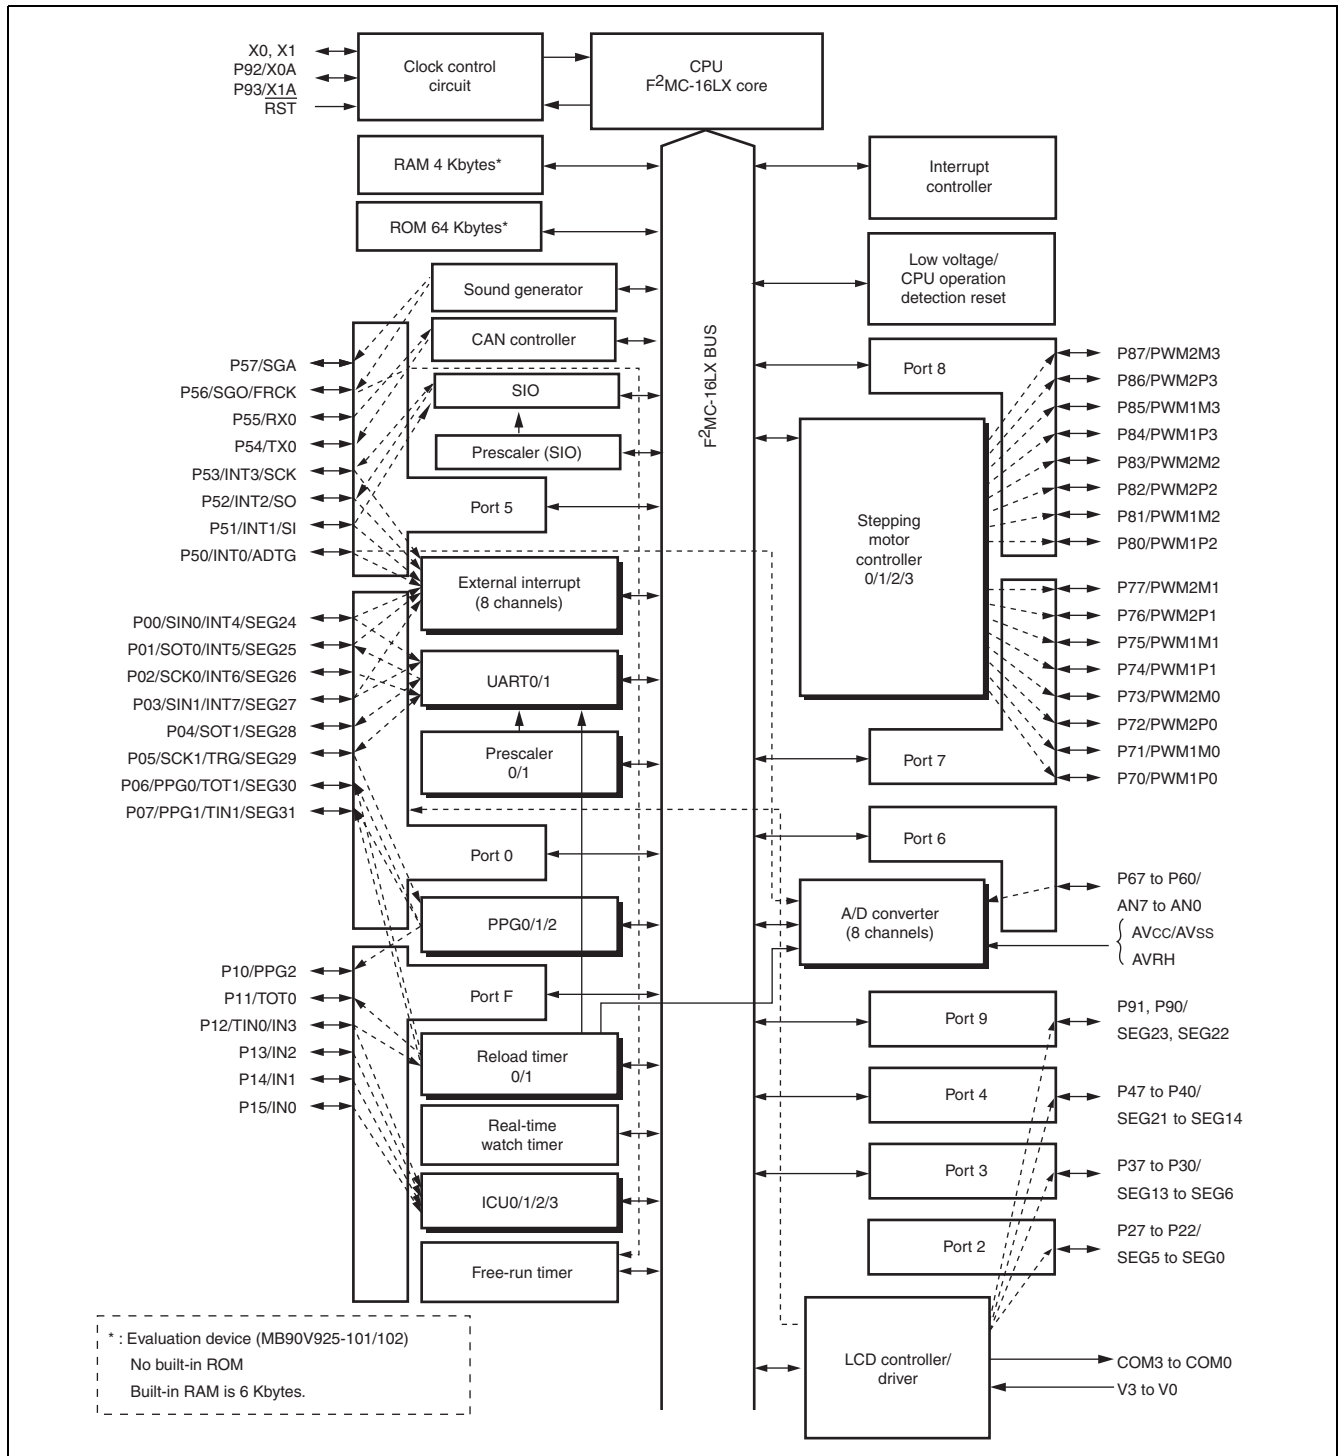 X0, X1
P92/X0A
P93/X1A
RST
Clock control
circuit
CPU
F2MC-16LX core
RAM 4 Kbytes*
ROM 64 Kbytes*
Interrupt
controller
Low voltage/
CPU operation
detection reset
Sound generator
CAN controller
SIO
Prescaler (SIO)
Port 5
P57/SGA
P56/SGO/FRCK
P55/RX0
P54/TX0
P53/INT3/SCK
P52/INT2/SO
P51/INT1/SI
P50/INT0/ADTG
External interrupt
(8 channels)
P00/SIN0/INT4/SEG24
P01/SOT0/INT5/SEG25
P02/SCK0/INT6/SEG26
P03/SIN1/INT7/SEG27
P04/SOT1/SEG28
P05/SCK1/TRG/SEG29
P06/PPG0/TOT1/SEG30
P07/PPG1/TIN1/SEG31
UART0/1
Prescaler
0/1
Port 0
PPG0/1/2
P10/PPG2
P11/TOT0
P12/TIN0/IN3
P13/IN2
P14/IN1
P15/IN0
Port F
Reload timer
0/1
Real-time
watch timer
ICU0/1/2/3
Free-run timer
F2MC-16LX BUS
Port 8
P87/PWM2M3
P86/PWM2P3
P85/PWM1M3
P84/PWM1P3
P83/PWM2M2
P82/PWM2P2
P81/PWM1M2
P80/PWM1P2
Stepping
motor
controller
0/1/2/3
P77/PWM2M1
P76/PWM2P1
P75/PWM1M1
P74/PWM1P1
P73/PWM2M0
P72/PWM2P0
P71/PWM1M0
P70/PWM1P0
Port 7
Port 6
A/D converter
(8 channels)
P67 to P60/
AN7 to AN0
AVCC/AVSS
AVRH
Port 9
P91, P90/
SEG23, SEG22
Port 4
P47 to P40/
SEG21 to SEG14
Port 3
P37 to P30/
SEG13 to SEG6
Port 2
P27 to P22/
SEG5 to SEG0
LCD controller/
driver
COM3 to COM0
V3 to V0
* : Evaluation device (MB90V925-101/102)
No built-in ROM
Built-in RAM is 6 Kbytes.